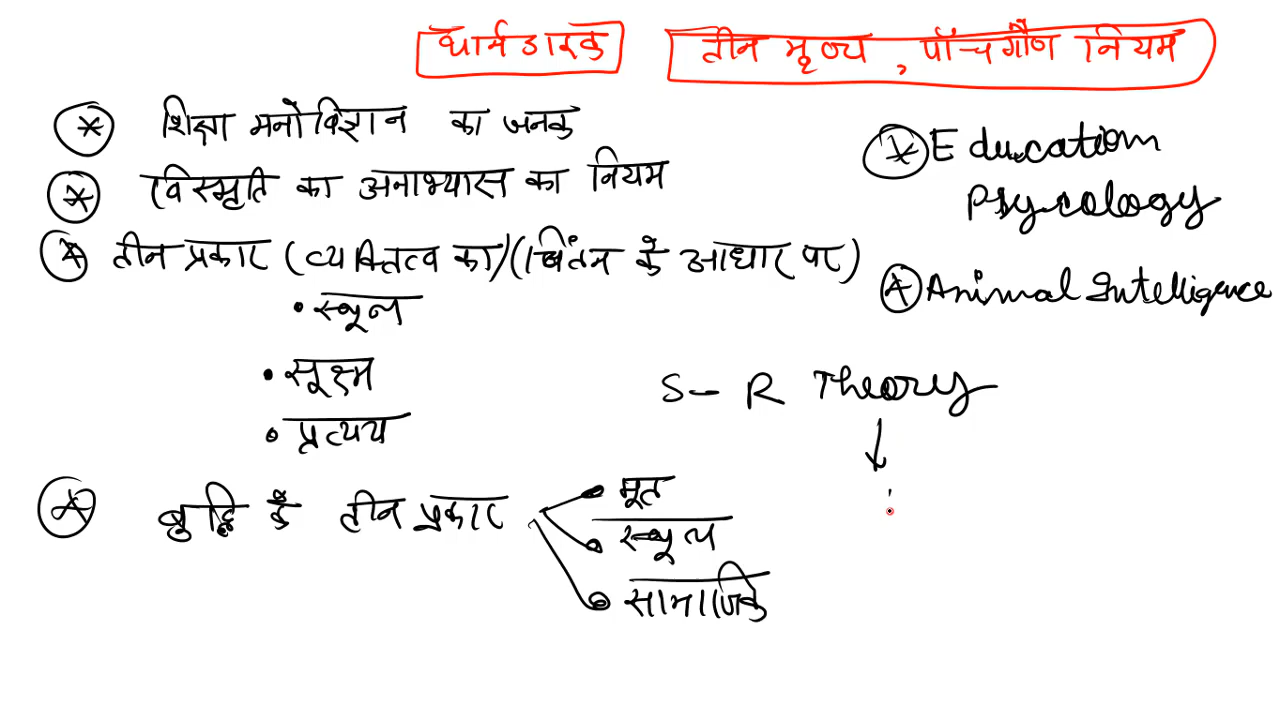 थार्नडाइक
तीन मुख्य, पाँच गौण नियम
शिक्षा मनोविज्ञान का जनक
विस्मृति का अनाभ्यास का नियम
तीन प्रकार (व्यक्तित्व का)/(चिंतन के आधार पर)
• स्थूल
• सूक्ष्म
• प्रत्यय
बुद्धि के तीन प्रकार
मूर्त
स्थूल
सामाजिक
Education
Psycology
Animal Intelligence
S- R Theory